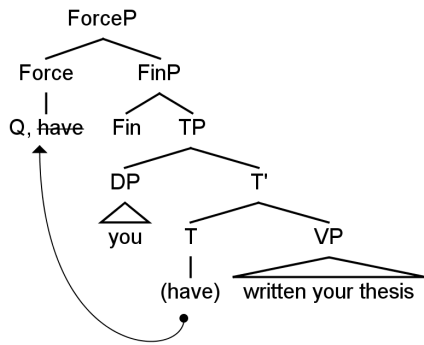 ForceP
Force FinP
Q, have Fin TP
DP T'
you T VP
(have) written your thesis